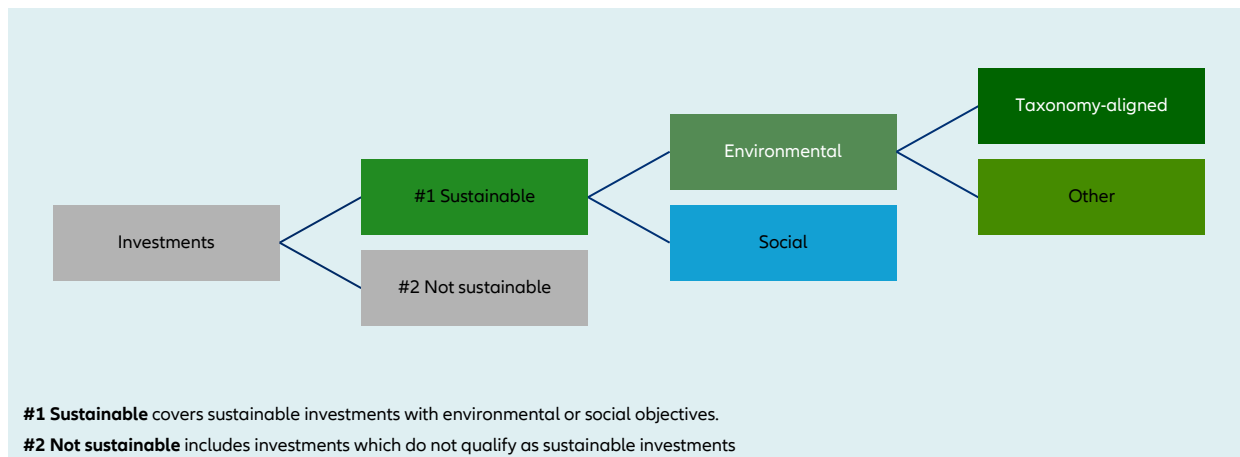 Taxonomy-aligned
Environmental
#1 Sustainable
Other
Investments
Social
#2 Not sustainable
#1 Sustainable covers sustainable investments with environmental or social objectives.
#2 Not sustainable includes investments which do not qualify as sustainable investments